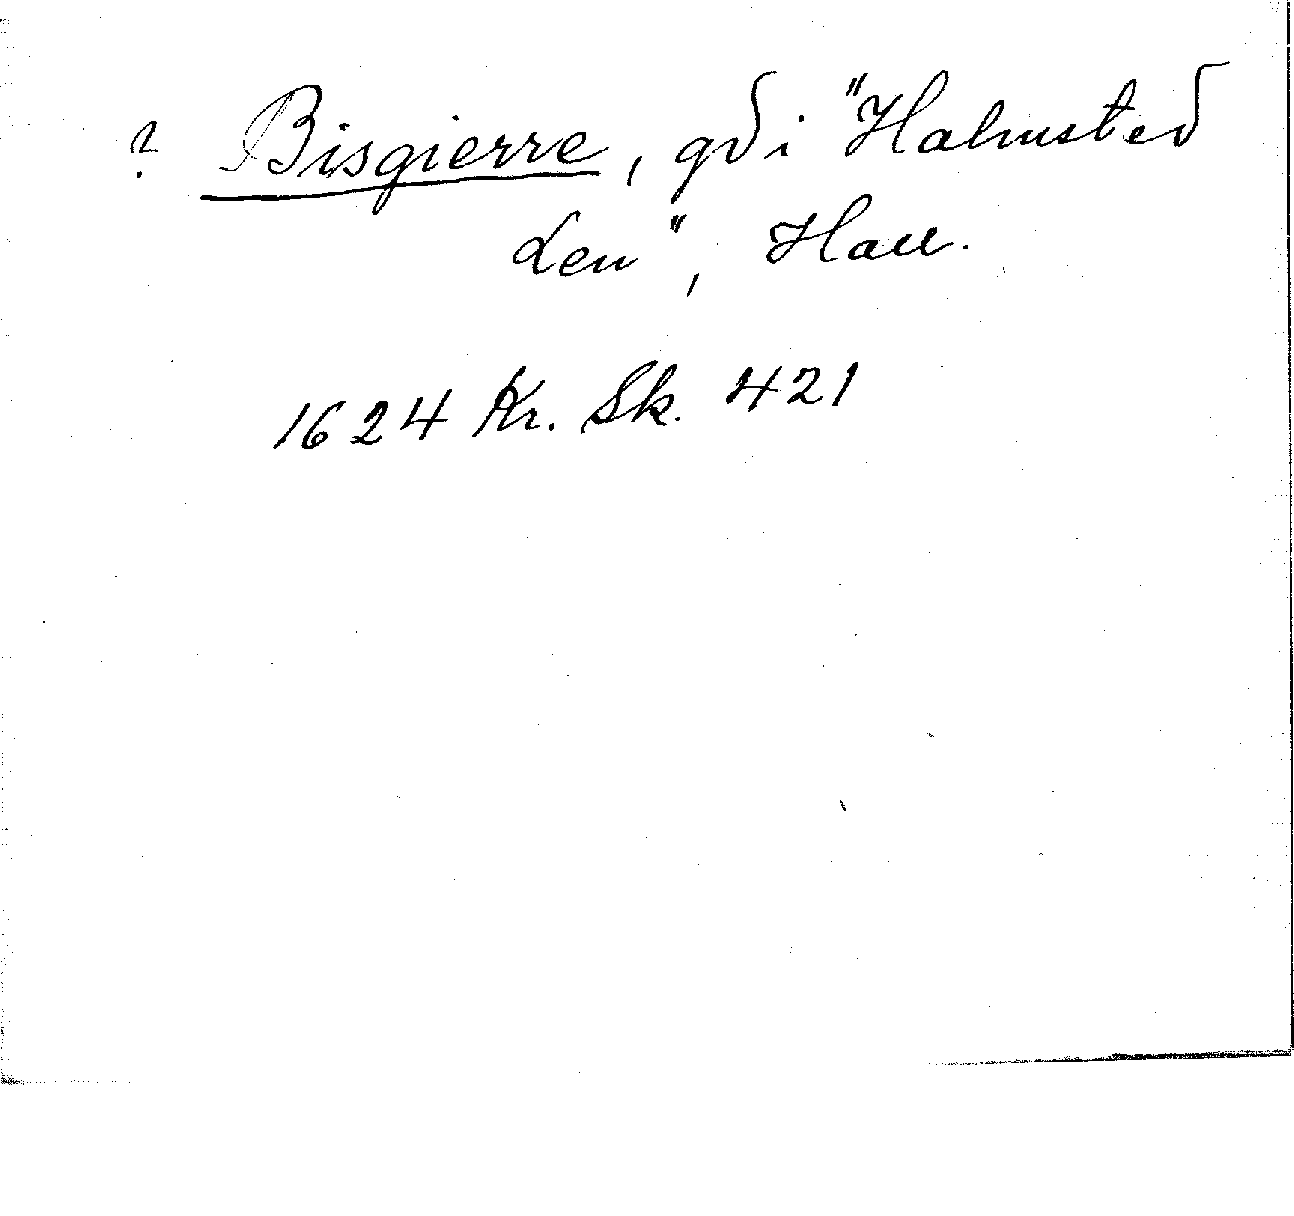 ? Bisgierre, gd i "Halmsted
Len", Hall.
1624 Kr. Sk. 421